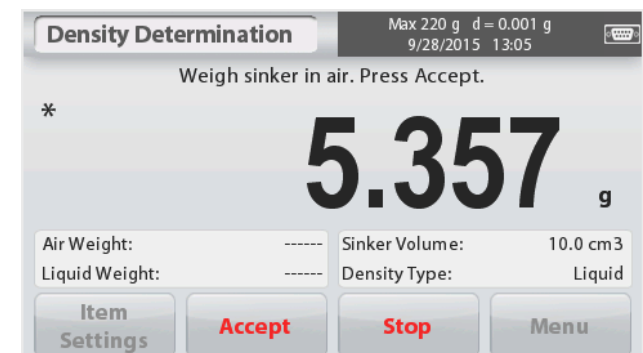 Density Determination
Max 220 g d = 0.001 g
9/28/2015 13:05
Weigh sinker in air. Press Accept.
*
5.357 g
Air Weight: ------
Sinker Volume: 10.0 cm3
Liquid Weight: ------
Density Type: Liquid
Item
Settings
Accept
Stop
Menu